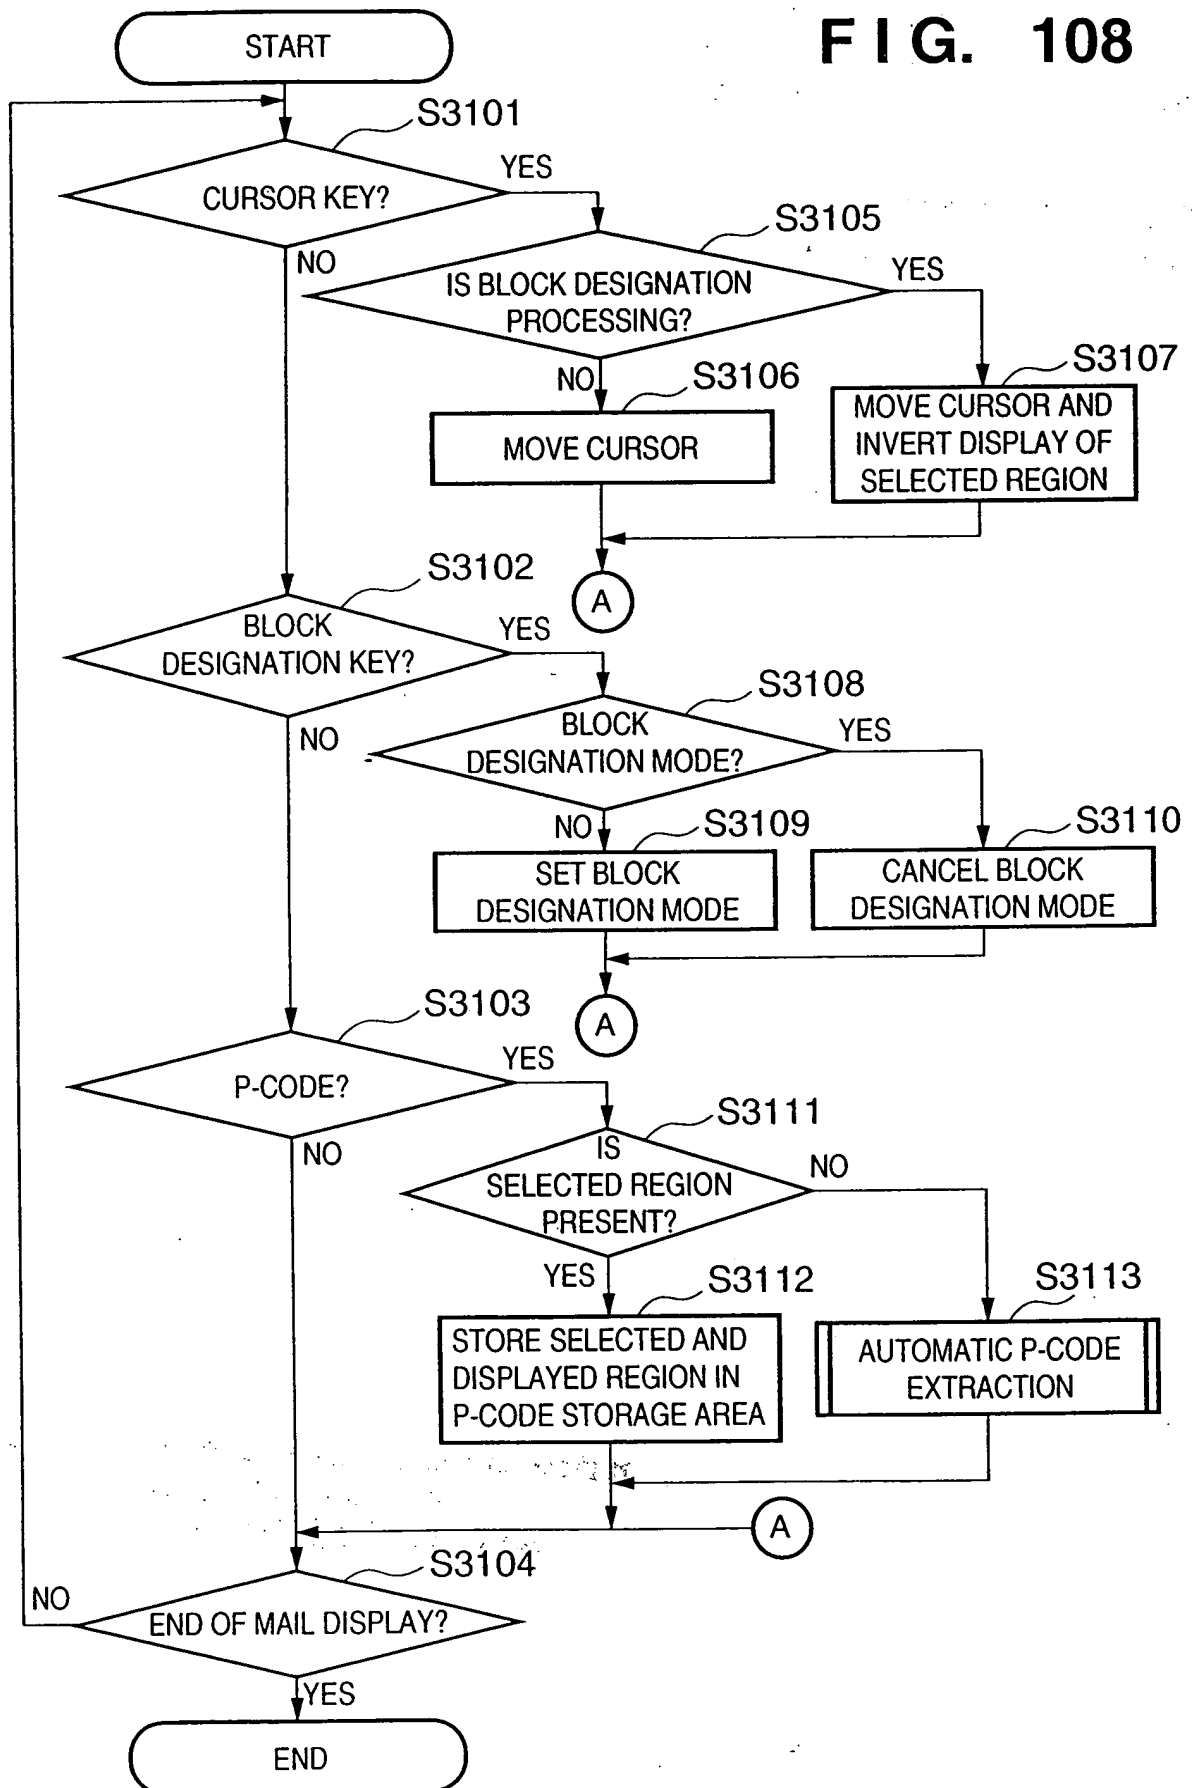 FIG. 108
START
S3101
CURSOR KEY?
YES
NO
S3105
IS BLOCK DESIGNATION
PROCESSING?
YES
NO
S3106
MOVE CURSOR
S3107
MOVE CURSOR AND
INVERT DISPLAY OF
SELECTED REGION
A
S3102
BLOCK
DESIGNATION KEY?
YES
NO
S3108
BLOCK
DESIGNATION MODE?
YES
NO
S3109
SET BLOCK
DESIGNATION MODE
S3110
CANCEL BLOCK
DESIGNATION MODE
A
S3103
P-CODE?
YES
NO
S3111
IS
SELECTED REGION
PRESENT?
NO
YES
S3112
STORE SELECTED AND
DISPLAYED REGION IN
P-CODE STORAGE AREA
S3113
AUTOMATIC P-CODE
EXTRACTION
A
S3104
END OF MAIL DISPLAY?
NO
YES
END